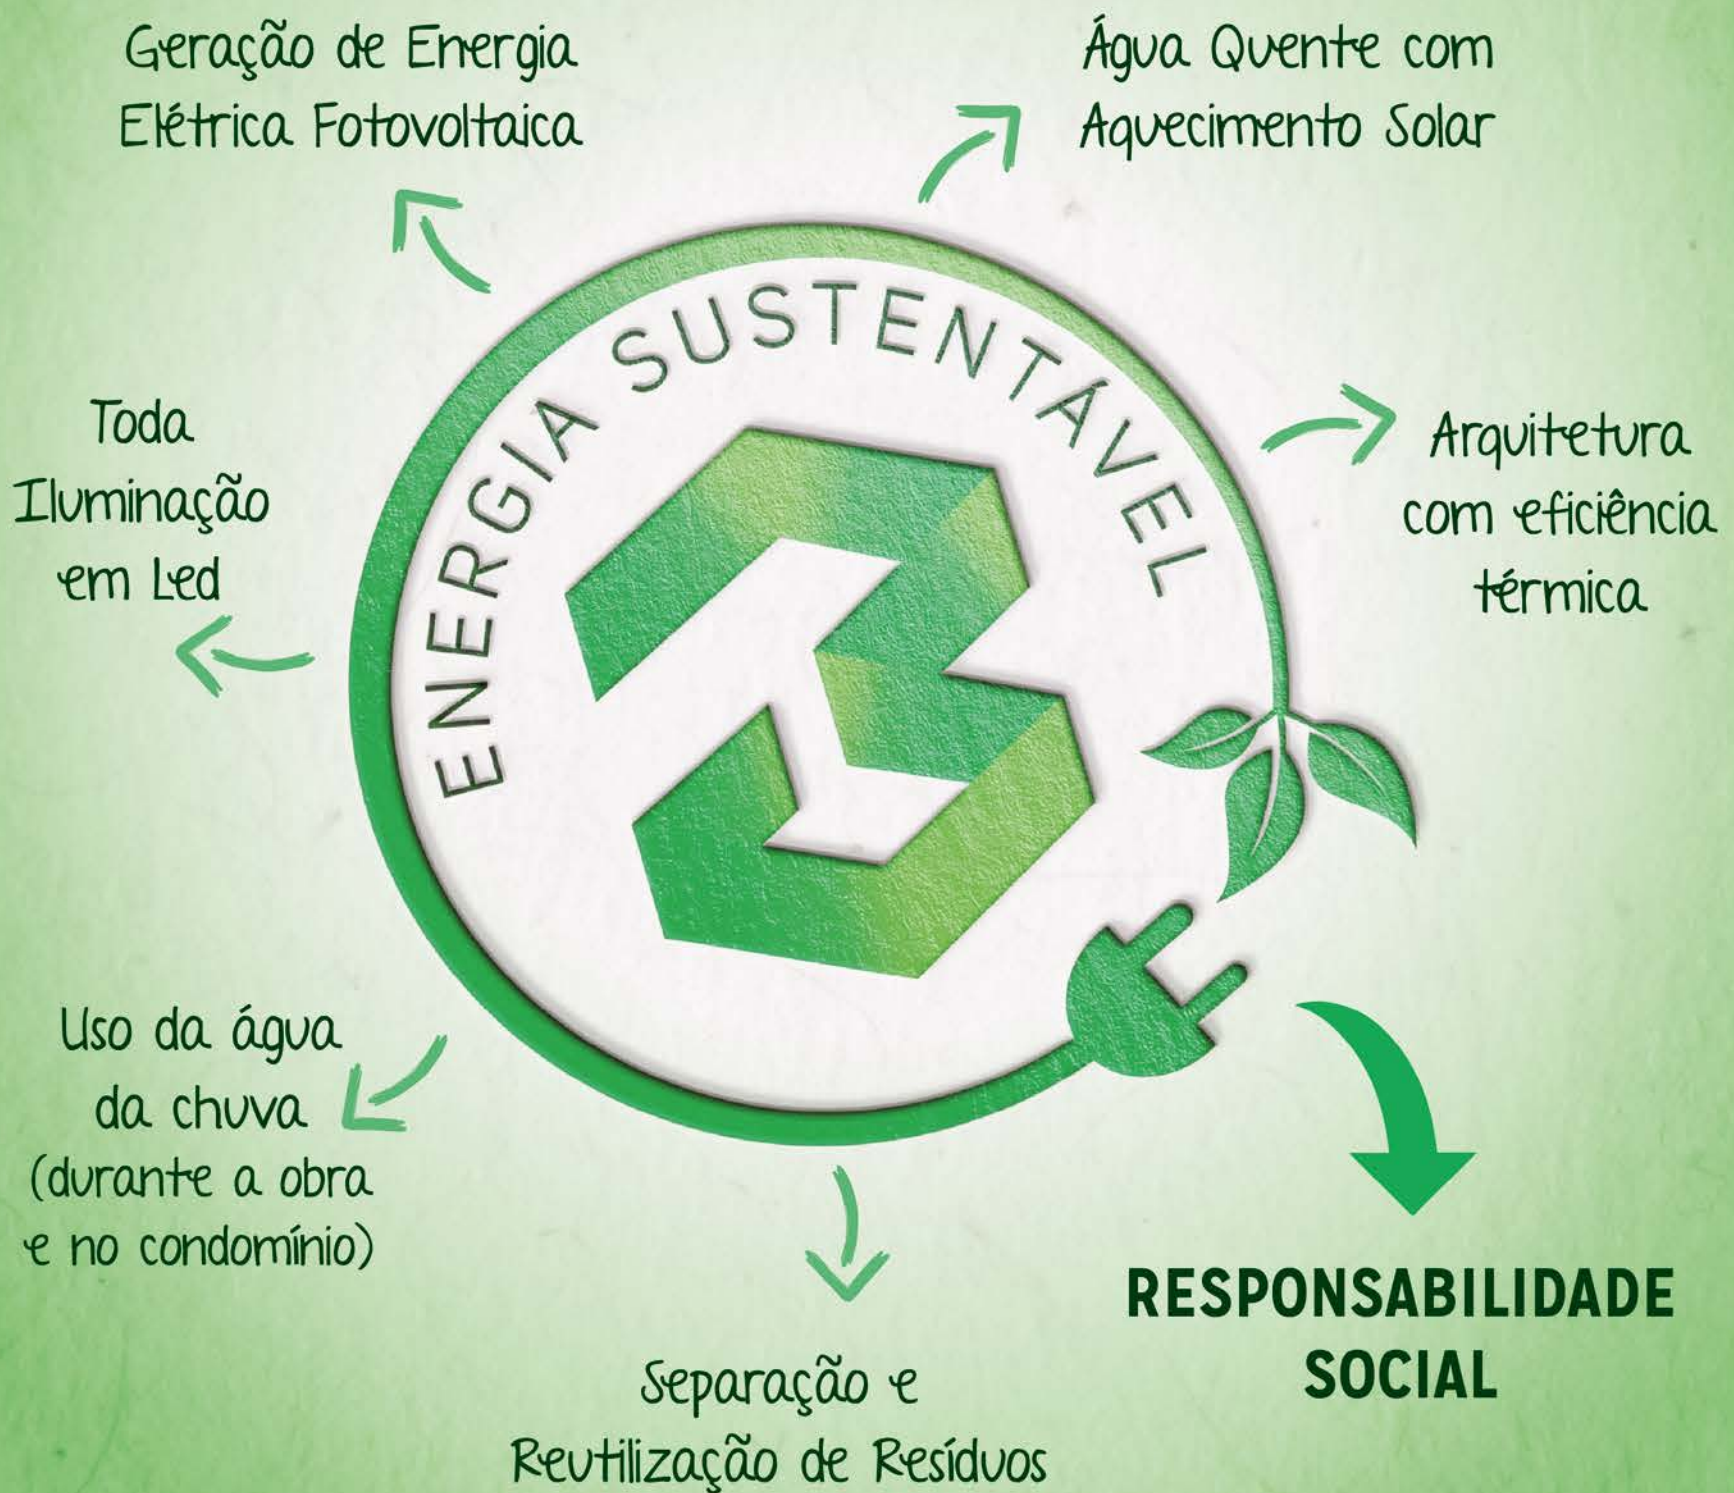 Geração de Energia
Elétrica Fotovoltaica
Água Quente com
Aquecimento Solar
ENERGIA SUSTENTÁVEL
Toda
Iluminação
em Led
Arquitetura
com eficiência
térmica
Uso da água
da chuva
(durante a obra
e no condomínio)
Separação e
Reutilização de Resíduos
RESPONSABILIDADE
SOCIAL